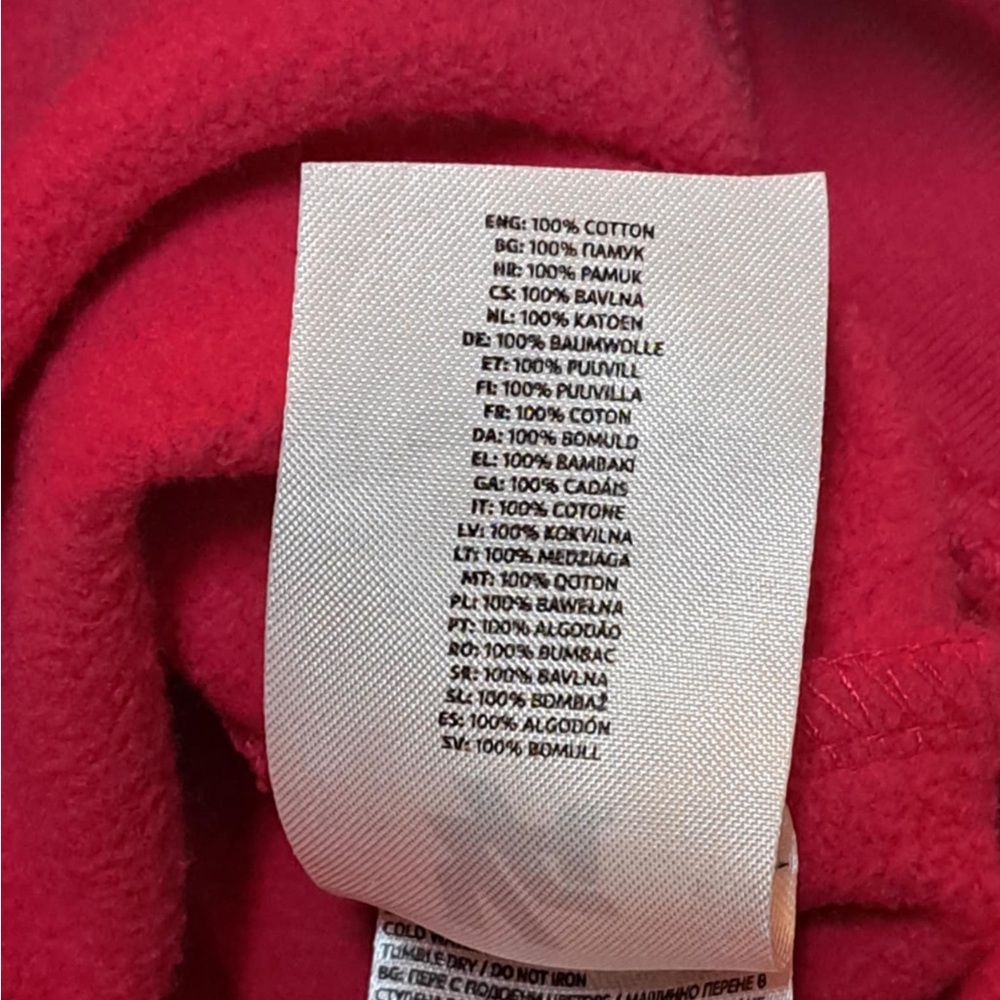 ENG: 100% COTTON
BG: 100% ПАМУК
HR: 100% PAMUK
CS: 100% BAVLNA
NL: 100% KATOEN
DE: 100% BAUMWOLLE
ET: 100% PUUVILL
FI: 100% PUUVILLA
FR: 100% COTON
DA: 100% BOMULD
EL: 100% ΒΑΜΒΑΚΙ
GA: 100% CADÁIS
IT: 100% COTONE
LV: 100% KOKVILNA
LT: 100% MEDZIAGA
MT: 100% QOTON
PL: 100% BAWEŁNA
PT: 100% ALGODÃO
RO: 100% BUMBAC
SR: 100% BAVLNA
SL: 100% BOMBAŽ
ES: 100% ALGODÓN
SV: 100% BOMULL
COLD
TUMBLE DRY / DO NOT IRON
BG: ПЕРЕ С ПОДОБНИ ЦВЕТОВЕ / МАШИННО ПЕРЕНЕ В